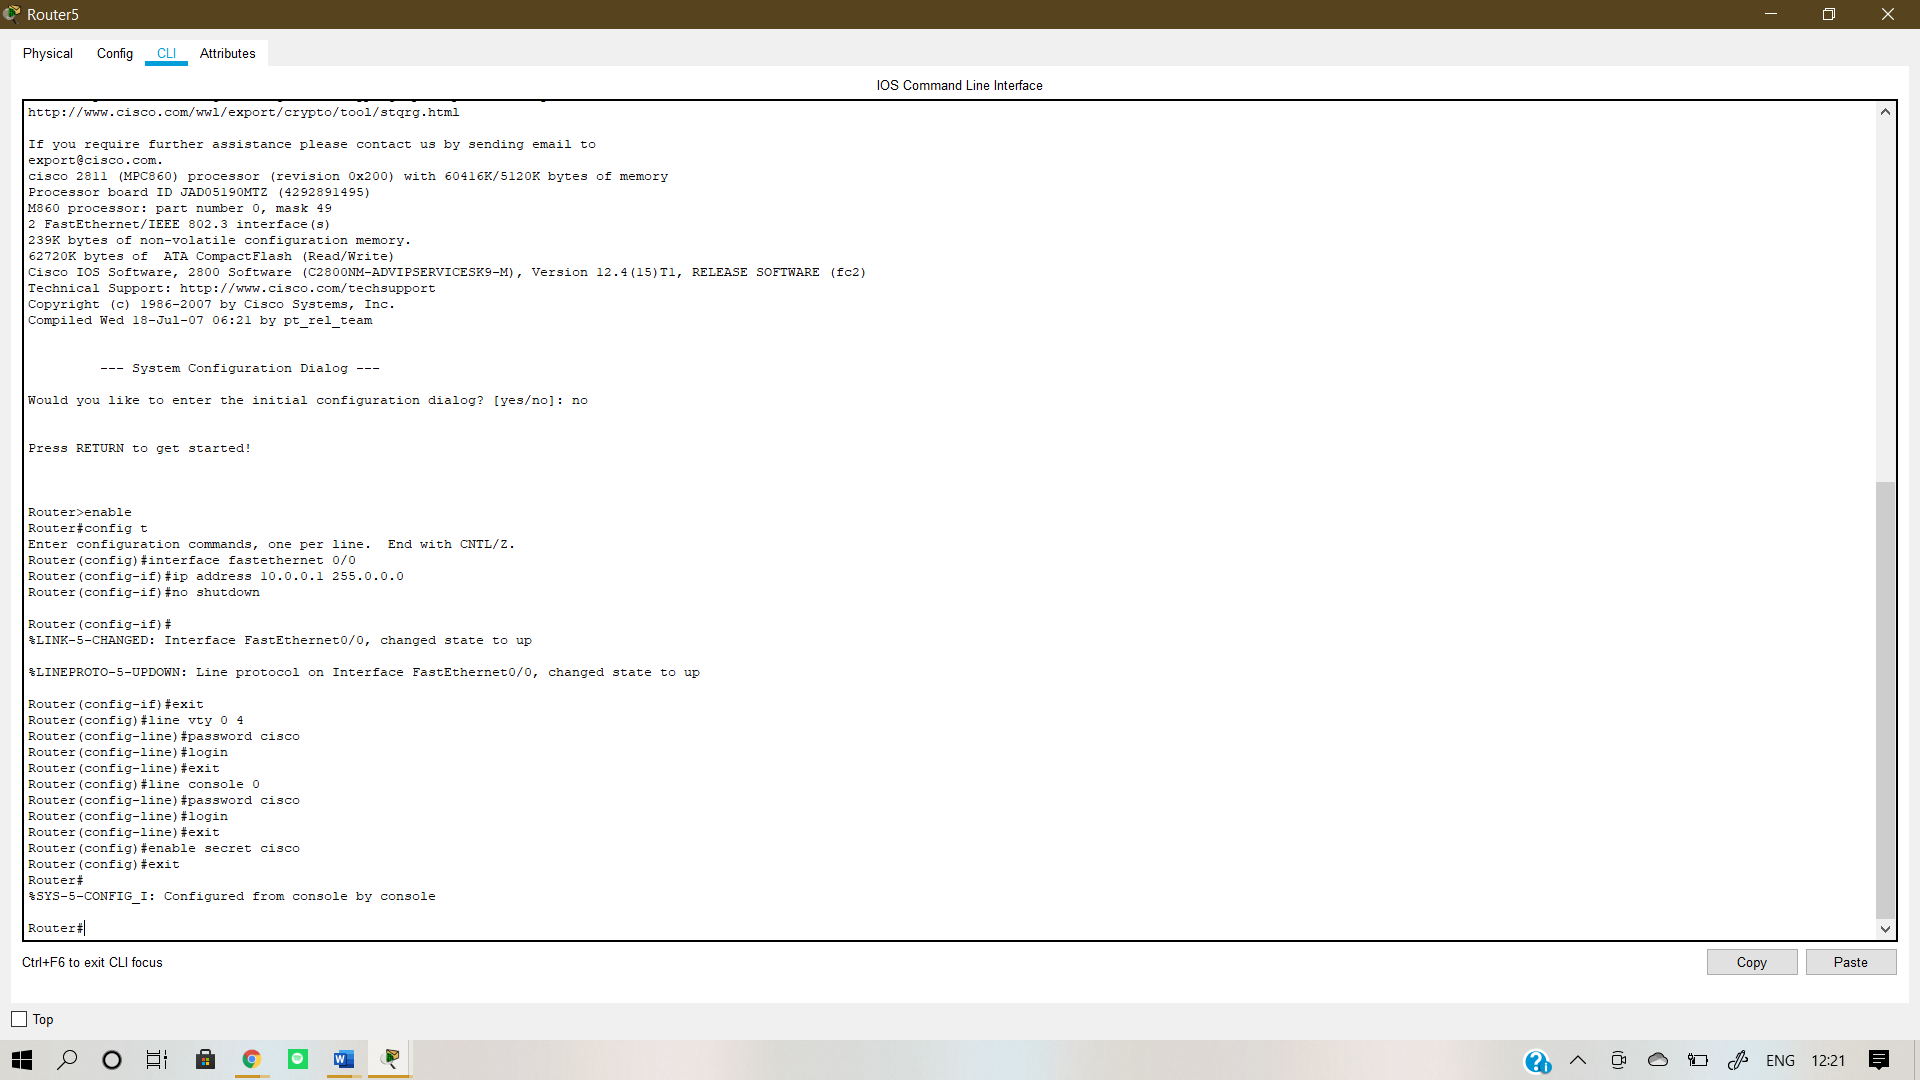 Router5
Physical Config CLI Attributes
IOS Command Line Interface
http://www.cisco.com/wwl/export/crypto/tool/stqrg.html
If you require further assistance please contact us by sending email to
export@cisco.com.
cisco 2811 (MPC860) processor (revision 0x200) with 60416K/5120K bytes of memory
Processor board ID JAD05190MTZ (4292891495)
M860 processor: part number 0, mask 49
2 FastEthernet/IEEE 802.3 interface(s)
239K bytes of non-volatile configuration memory.
62720K bytes of  ATA CompactFlash (Read/Write)
Cisco IOS Software, 2800 Software (C2800NM-ADVIPSERVICESK9-M), Version 12.4(15)T1, RELEASE SOFTWARE (fc2)
Technical Support: http://www.cisco.com/techsupport
Copyright (c) 1986-2007 by Cisco Systems, Inc.
Compiled Wed 18-Jul-07 06:21 by pt_rel_team
--- System Configuration Dialog ---
Would you like to enter the initial configuration dialog? [yes/no]: no
Press RETURN to get started!
Router>enable
Router#config t
Enter configuration commands, one per line.  End with CNTL/Z.
Router(config)#interface fastethernet 0/0
Router(config-if)#ip address 10.0.0.1 255.0.0.0
Router(config-if)#no shutdown
Router(config-if)#
%LINK-5-CHANGED: Interface FastEthernet0/0, changed state to up
%LINEPROTO-5-UPDOWN: Line protocol on Interface FastEthernet0/0, changed state to up
Router(config-if)#exit
Router(config)#line vty 0 4
Router(config-line)#password cisco
Router(config-line)#login
Router(config-line)#exit
Router(config)#line console 0
Router(config-line)#password cisco
Router(config-line)#login
Router(config-line)#exit
Router(config)#enable secret cisco
Router(config)#exit
Router#
%SYS-5-CONFIG_I: Configured from console by console
Router#
Ctrl+F6 to exit CLI focus
Copy Paste
Top
ENG 12:21